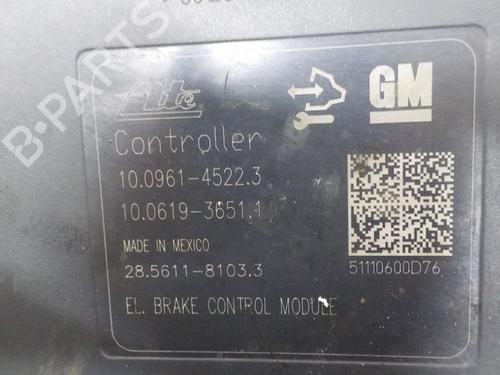 B-PARTS
Ate
GM
Controller
10.0961-4522.3
10.0619-3651.1
MADE IN MEXICO
28.5611-8103.3
51110600D76
EL. BRAKE CONTROL MODULE